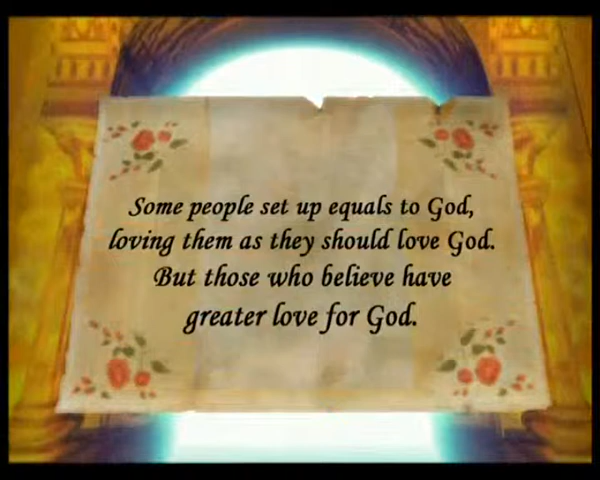 Some people set up equals to God,
loving them as they should love God.
But those who believe have
greater love for God.